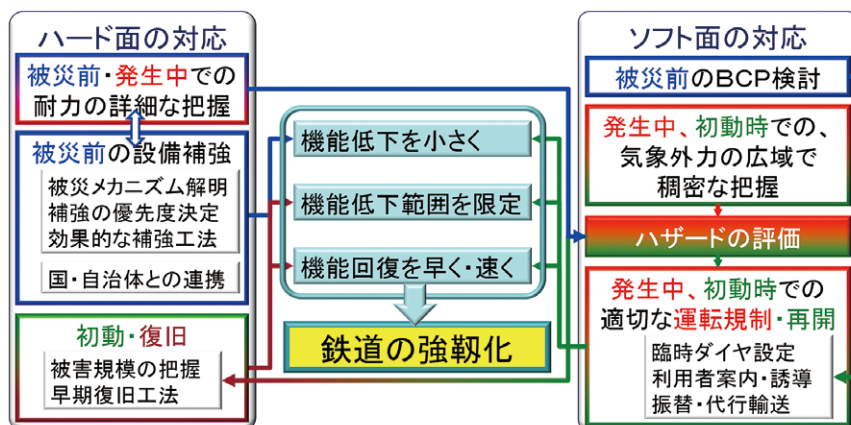 ハード面の対応
被災前・発生中での
耐力の詳細な把握
被災前の設備補強
被災メカニズム解明
補強の優先度決定
効果的な補強工法
国・自治体との連携
初動・復旧
被害規模の把握
早期復旧工法
機能低下を小さく
機能低下範囲を限定
機能回復を早く・速く
鉄道の強靱化
ソフト面の対応
被災前のBCP検討
発生中、初動時での、
気象外力の広域で
稠密な把握
ハザードの評価
発生中、初動時での
適切な運転規制・再開
臨時ダイヤ設定
利用者案内・誘導
振替・代行輸送